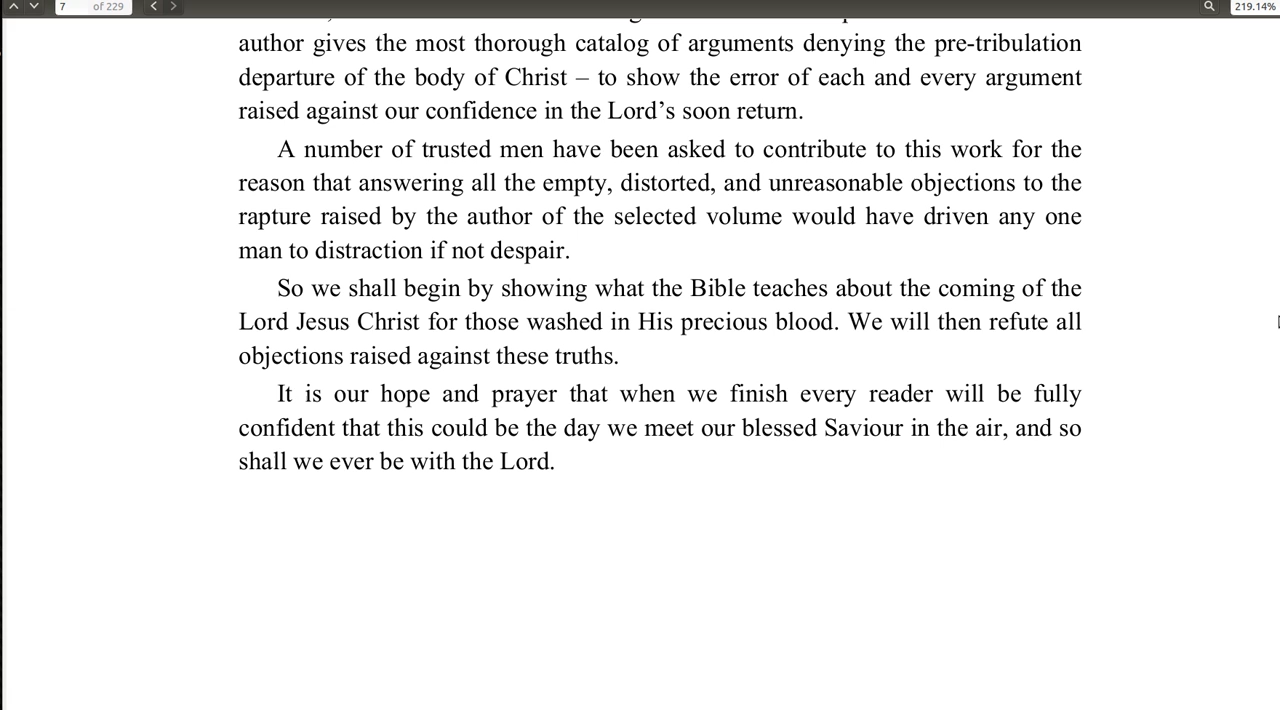 7 of 229 219.14%
author gives the most thorough catalog of arguments denying the pre-tribulation
departure of the body of Christ – to show the error of each and every argument
raised against our confidence in the Lord's soon return.
A number of trusted men have been asked to contribute to this work for the
reason that answering all the empty, distorted, and unreasonable objections to the
rapture raised by the author of the selected volume would have driven any one
man to distraction if not despair.
So we shall begin by showing what the Bible teaches about the coming of the
Lord Jesus Christ for those washed in His precious blood. We will then refute all
objections raised against these truths.
It is our hope and prayer that when we finish every reader will be fully
confident that this could be the day we meet our blessed Saviour in the air, and so
shall we ever be with the Lord.